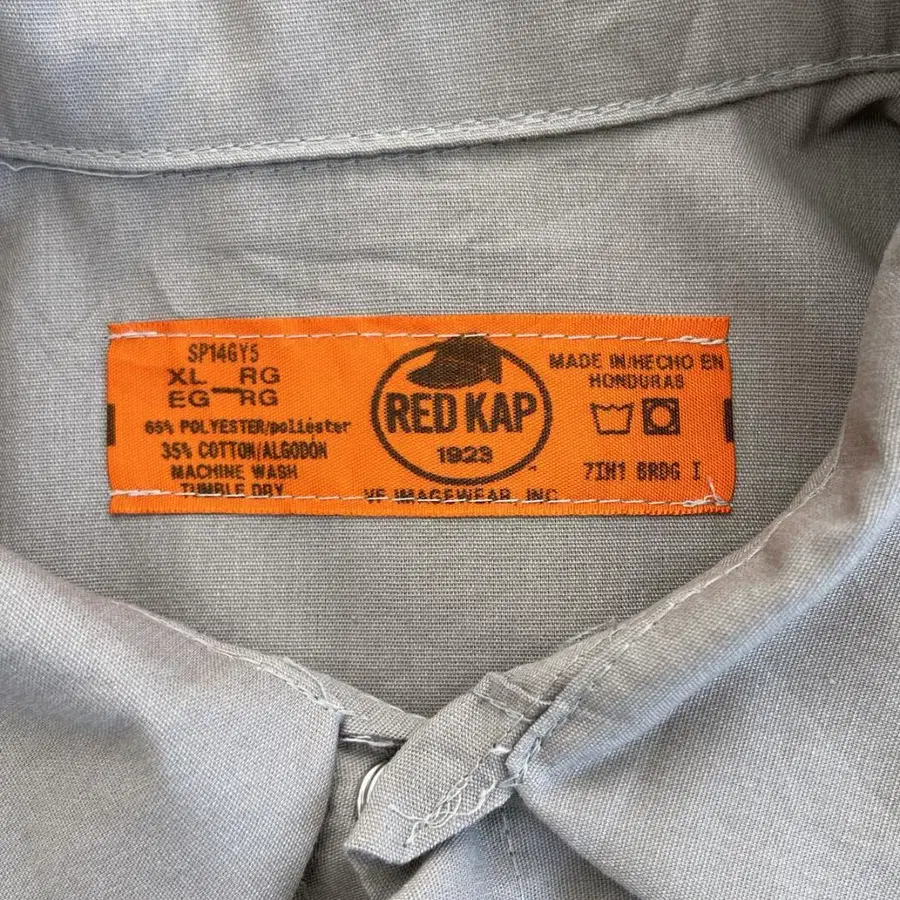 SP14GY5
XL RG
EG RG
65% POLYESTER/poliéster
35% COTTON/ALGODÓN
MACHINE WASH
TUMBLE DRY
RED KAP
1923
VF IMAGEWEAR, INC
MADE IN/HECHO EN
HONDURAS
7IH1 BRDG I